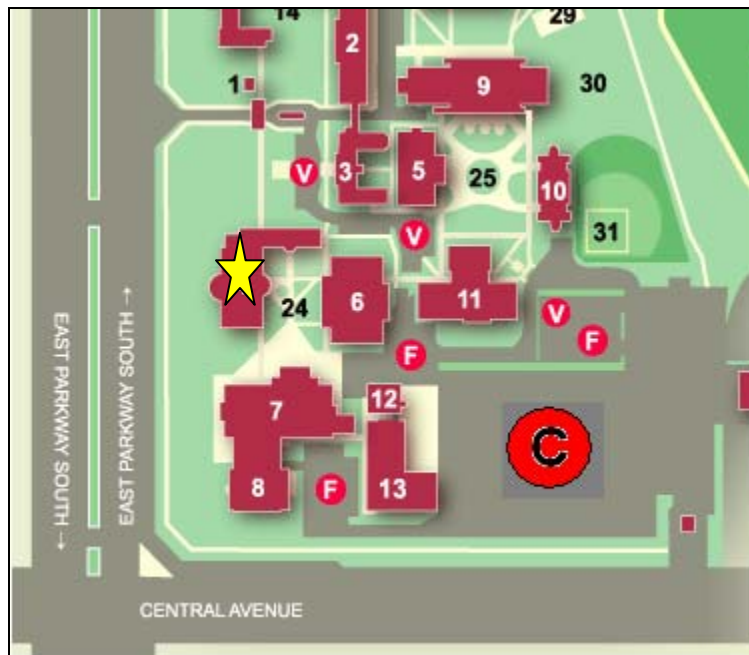 14
29
2
1
9
30
V
3
5
25
10
V
31
24
6
11
V
F
F
7
12
C
8
F
13
EAST PARKWAY SOUTH →
EAST PARKWAY SOUTH →
CENTRAL AVENUE